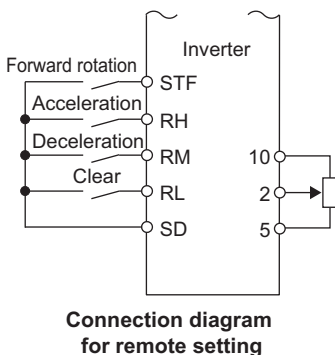 Inverter
Forward rotation
STF
Acceleration
RH
Deceleration
RM
10
Clear
RL
2
SD
5
Connection diagram
for remote setting